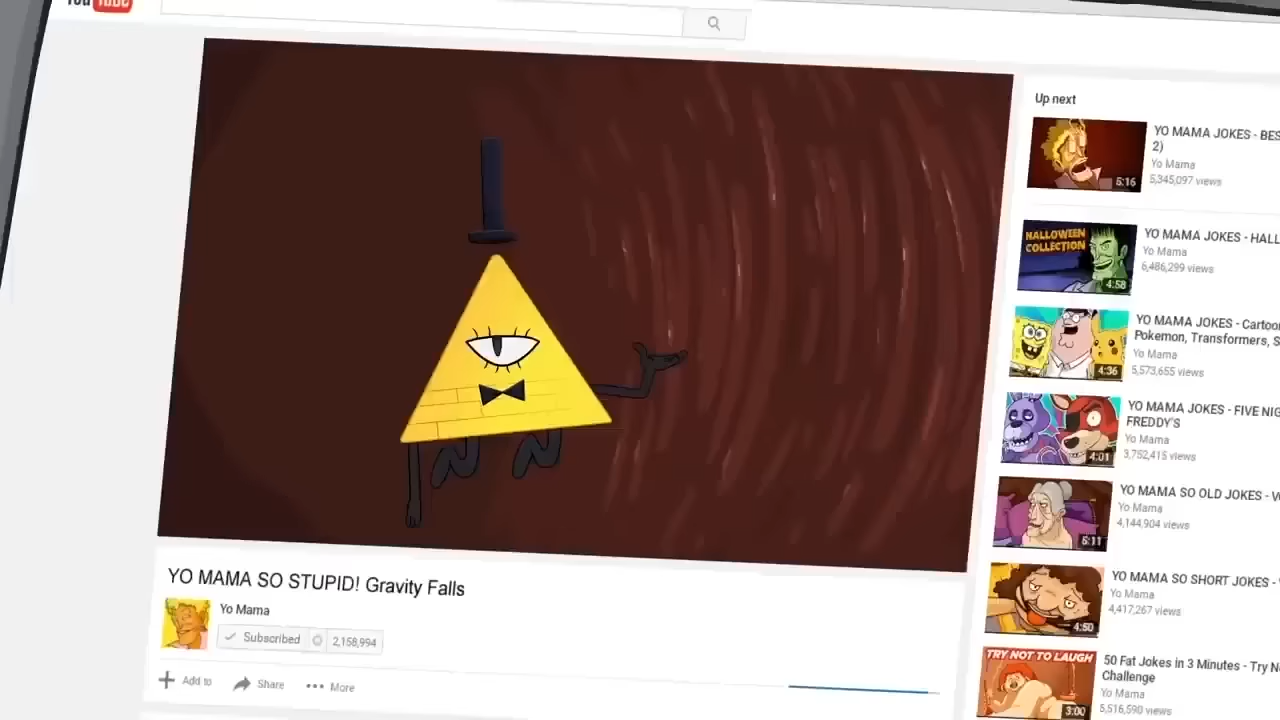 YouTube
Up next
YO MAMA JOKES - BES
2)
Yo Mama
5,345,097 views
5:16
HALLOWEEN
COLLECTION
4:58
YO MAMA JOKES - HALL
Yo Mama
6,486,299 views
4:36
YO MAMA JOKES - Cartoo
Pokemon, Transformers, S
Yo Mama
5,573,655 views
4:01
YO MAMA JOKES - FIVE NIG
FREDDY'S
Yo Mama
3,752,415 views
5:11
YO MAMA SO OLD JOKES -
Yo Mama
4,144,904 views
4:50
YO MAMA SO SHORT JOKES -
Yo Mama
4,417,267 views
TRY NOT TO LAUGH
3:00
50 Fat Jokes in 3 Minutes - Try N
Challenge
Yo Mama
5,516,590 views
YO MAMA SO STUPID! Gravity Falls
Yo Mama
Subscribed 2,158,994
Add to Share More